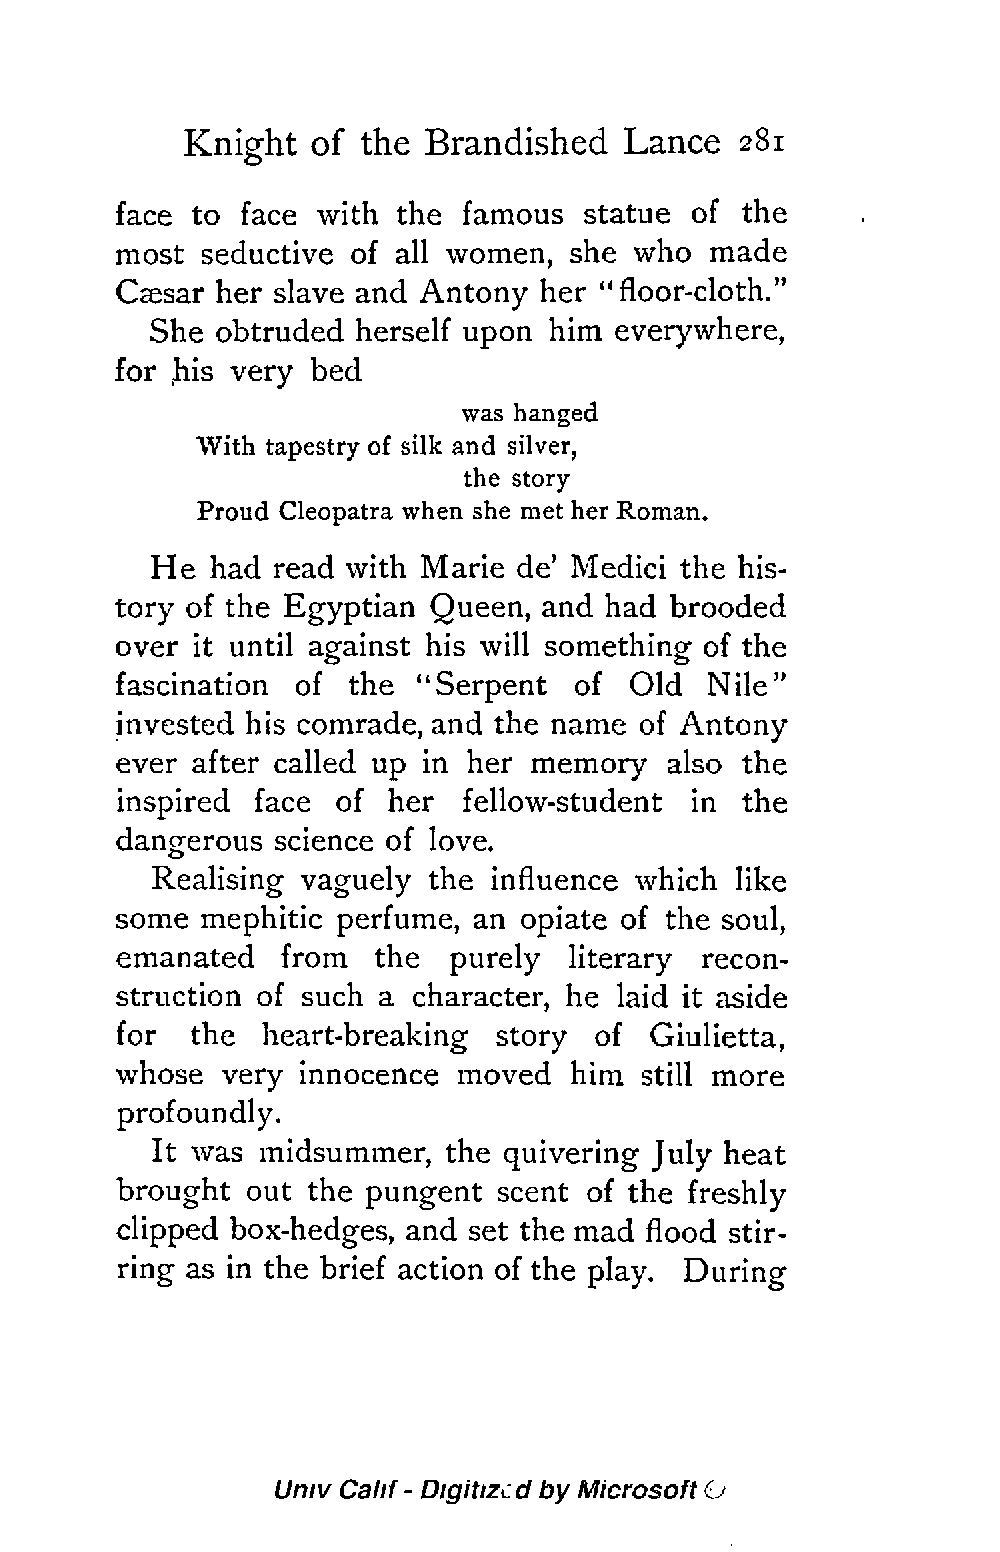 Knight of the Brandished Lance 281
face to face with the famous statue of the
most seductive of all women, she who made
Cæsar her slave and Antony her "floor-cloth."
She obtruded herself upon him everywhere,
for his very bed
was hanged
With tapestry of silk and silver,
the story
Proud Cleopatra when she met her Roman.
He had read with Marie de' Medici the his-
tory of the Egyptian Queen, and had brooded
over it until against his will something of the
fascination of the "Serpent of Old Nile"
invested his comrade, and the name of Antony
ever after called up in her memory also the
inspired face of her fellow-student in the
dangerous science of love.
Realising vaguely the influence which like
some mephitic perfume, an opiate of the soul,
emanated from the purely literary recon-
struction of such a character, he laid it aside
for the heart-breaking story of Giulietta,
whose very innocence moved him still more
profoundly.
It was midsummer, the quivering July heat
brought out the pungent scent of the freshly
clipped box-hedges, and set the mad flood stir-
ring as in the brief action of the play. During
Univ Calif - Digitized by Microsoft ®